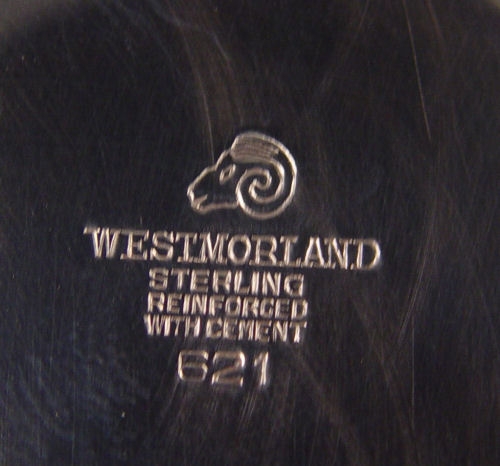 WESTMORLAND
STERLING
REINFORCED
WITH CEMENT
621